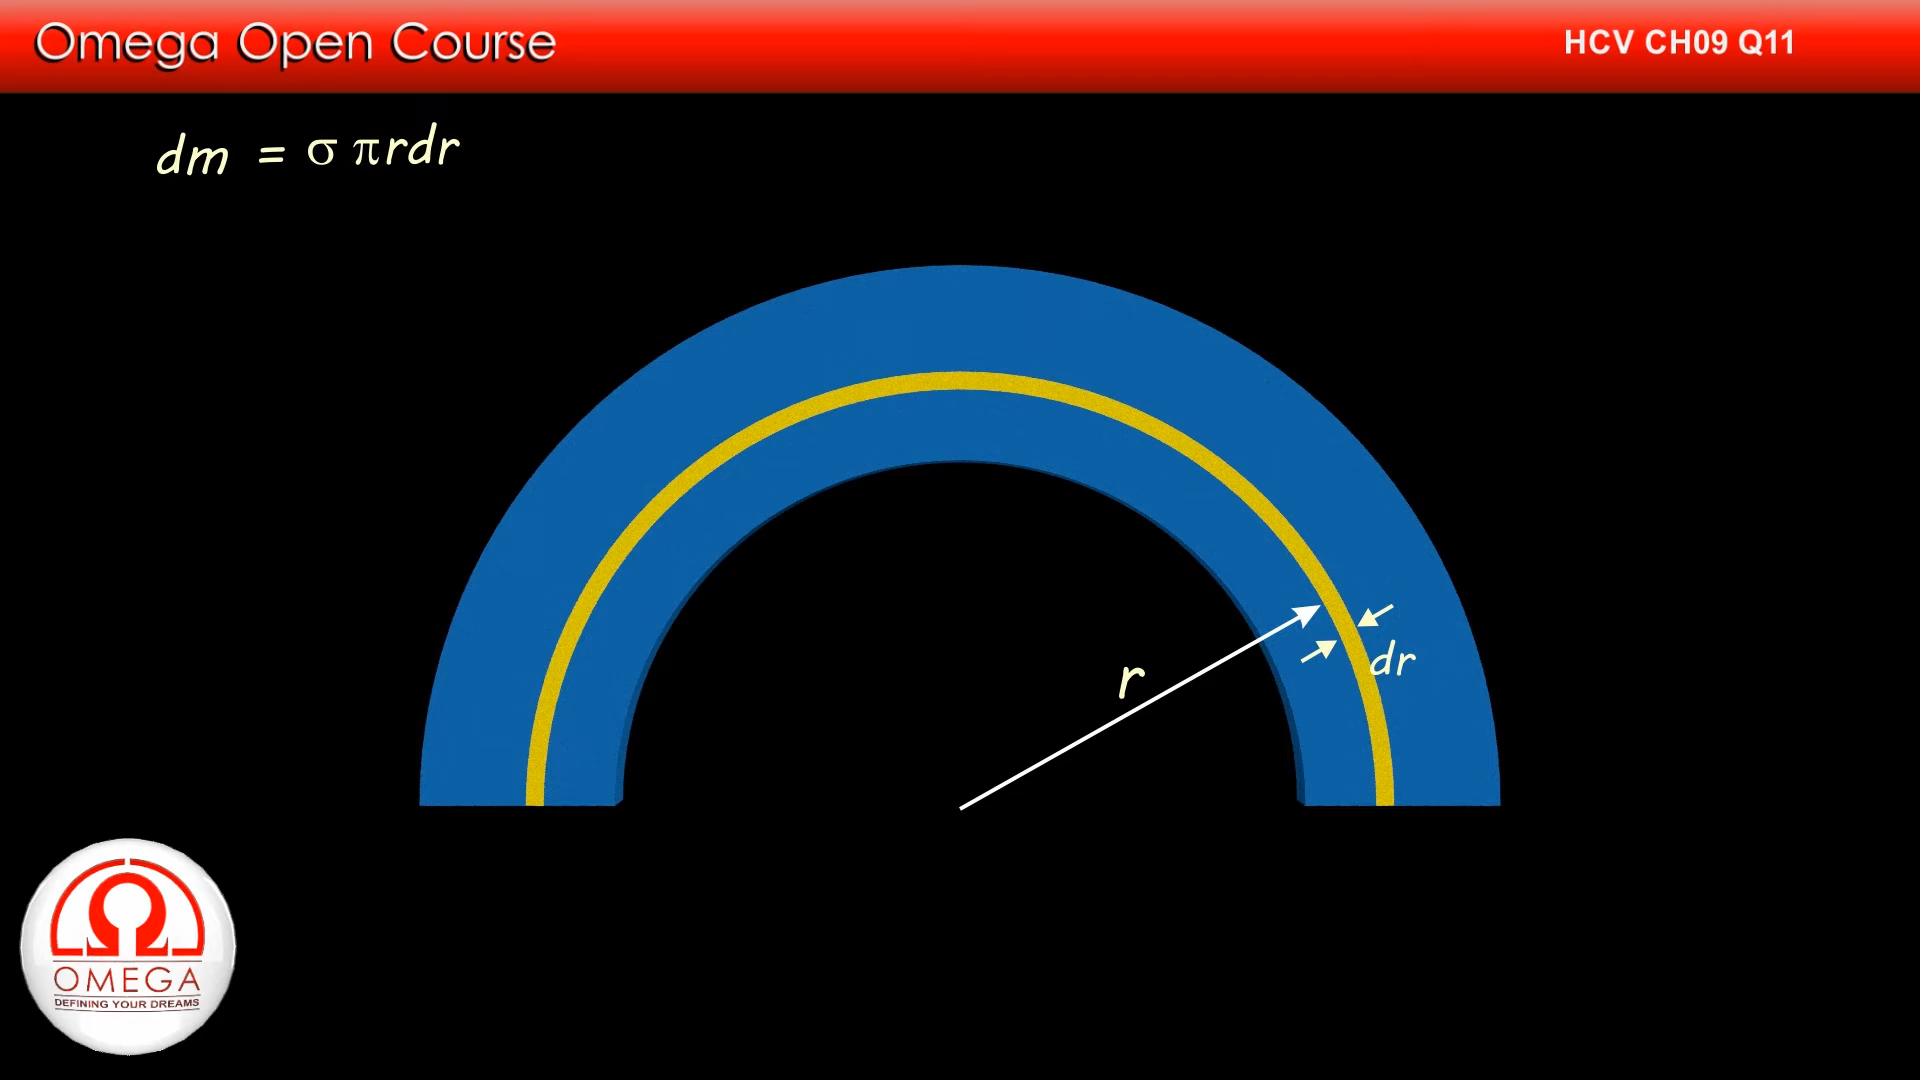 Omega Open Course
HCV CH09 Q11
dm = σ πrdr
r
dr
OMEGA
DEFINING YOUR DREAMS